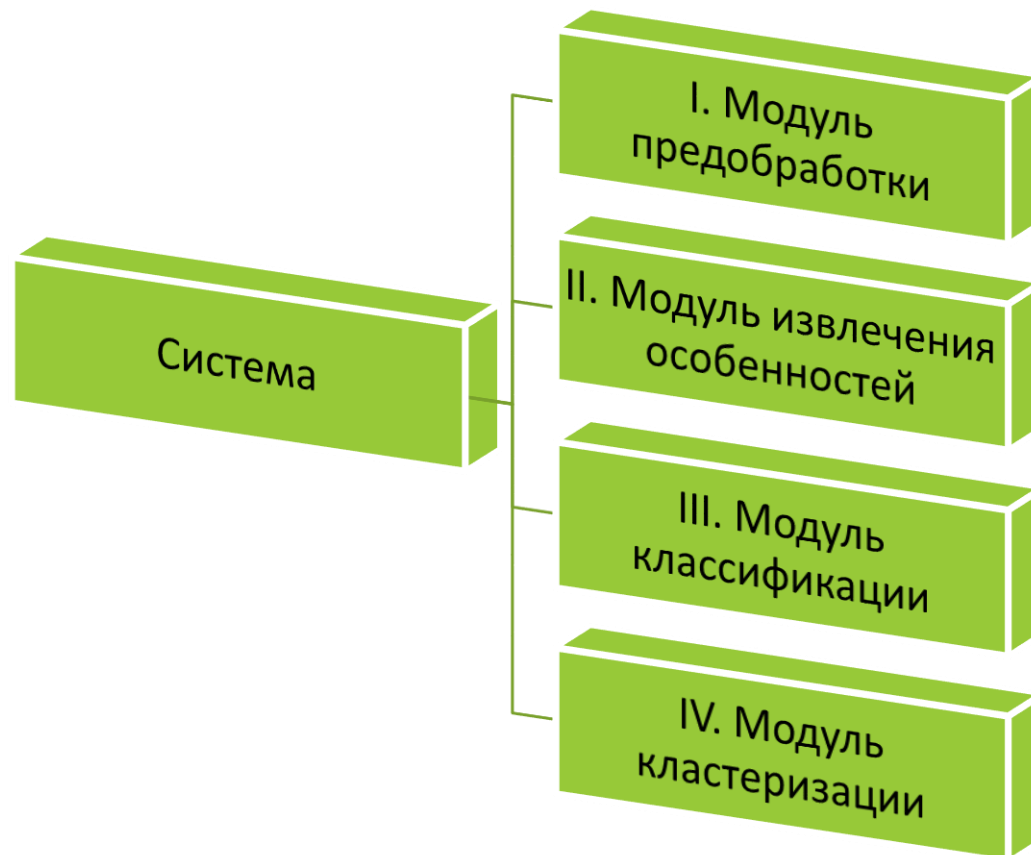 Система
I. Модуль
предобработки
II. Модуль извлечения
особенностей
III. Модуль
классификации
IV. Модуль
кластеризации